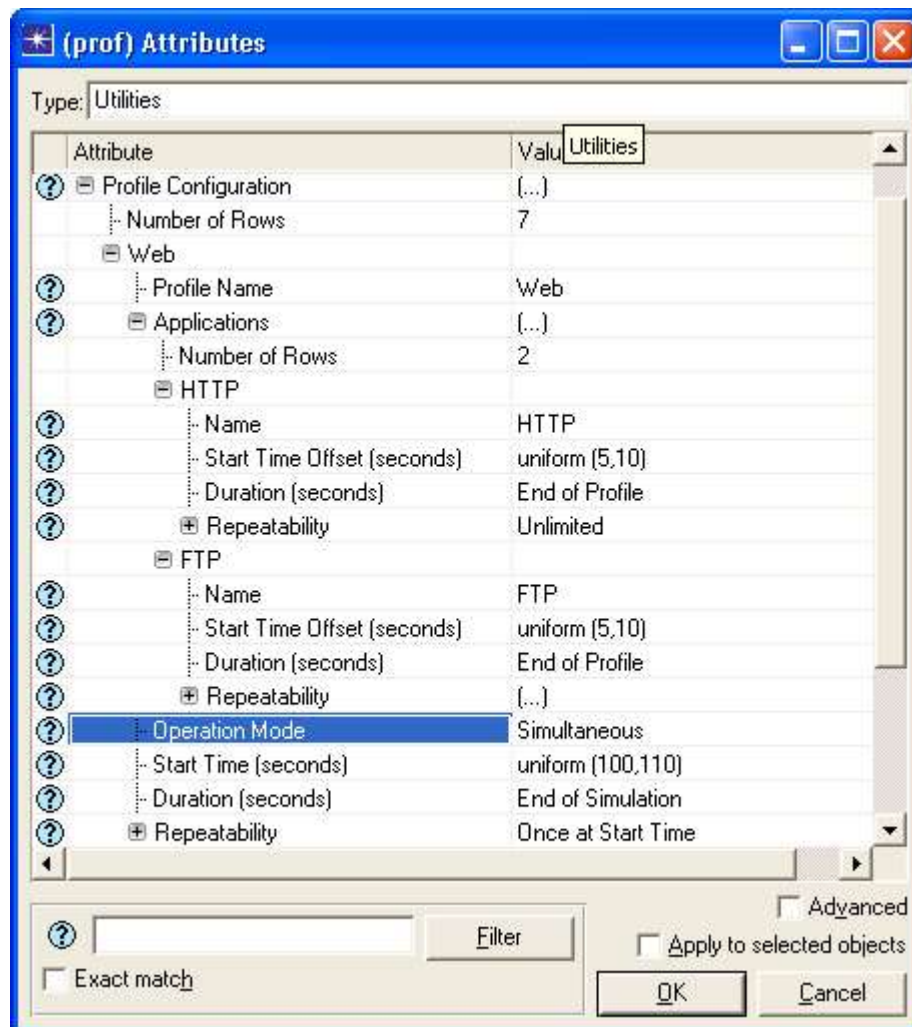 (prof) Attributes
Type: Utilities
Attribute Valu Utilities
Profile Configuration (...)
Number of Rows 7
Web
Profile Name Web
Applications (...)
Number of Rows 2
HTTP
Name HTTP
Start Time Offset (seconds) uniform (5,10)
Duration (seconds) End of Profile
Repeatability Unlimited
FTP
Name FTP
Start Time Offset (seconds) uniform (5,10)
Duration (seconds) End of Profile
Repeatability (...)
Operation Mode Simultaneous
Start Time (seconds) uniform (100,110)
Duration (seconds) End of Simulation
Repeatability Once at Start Time
Advanced
Filter
Apply to selected objects
Exact match
OK Cancel